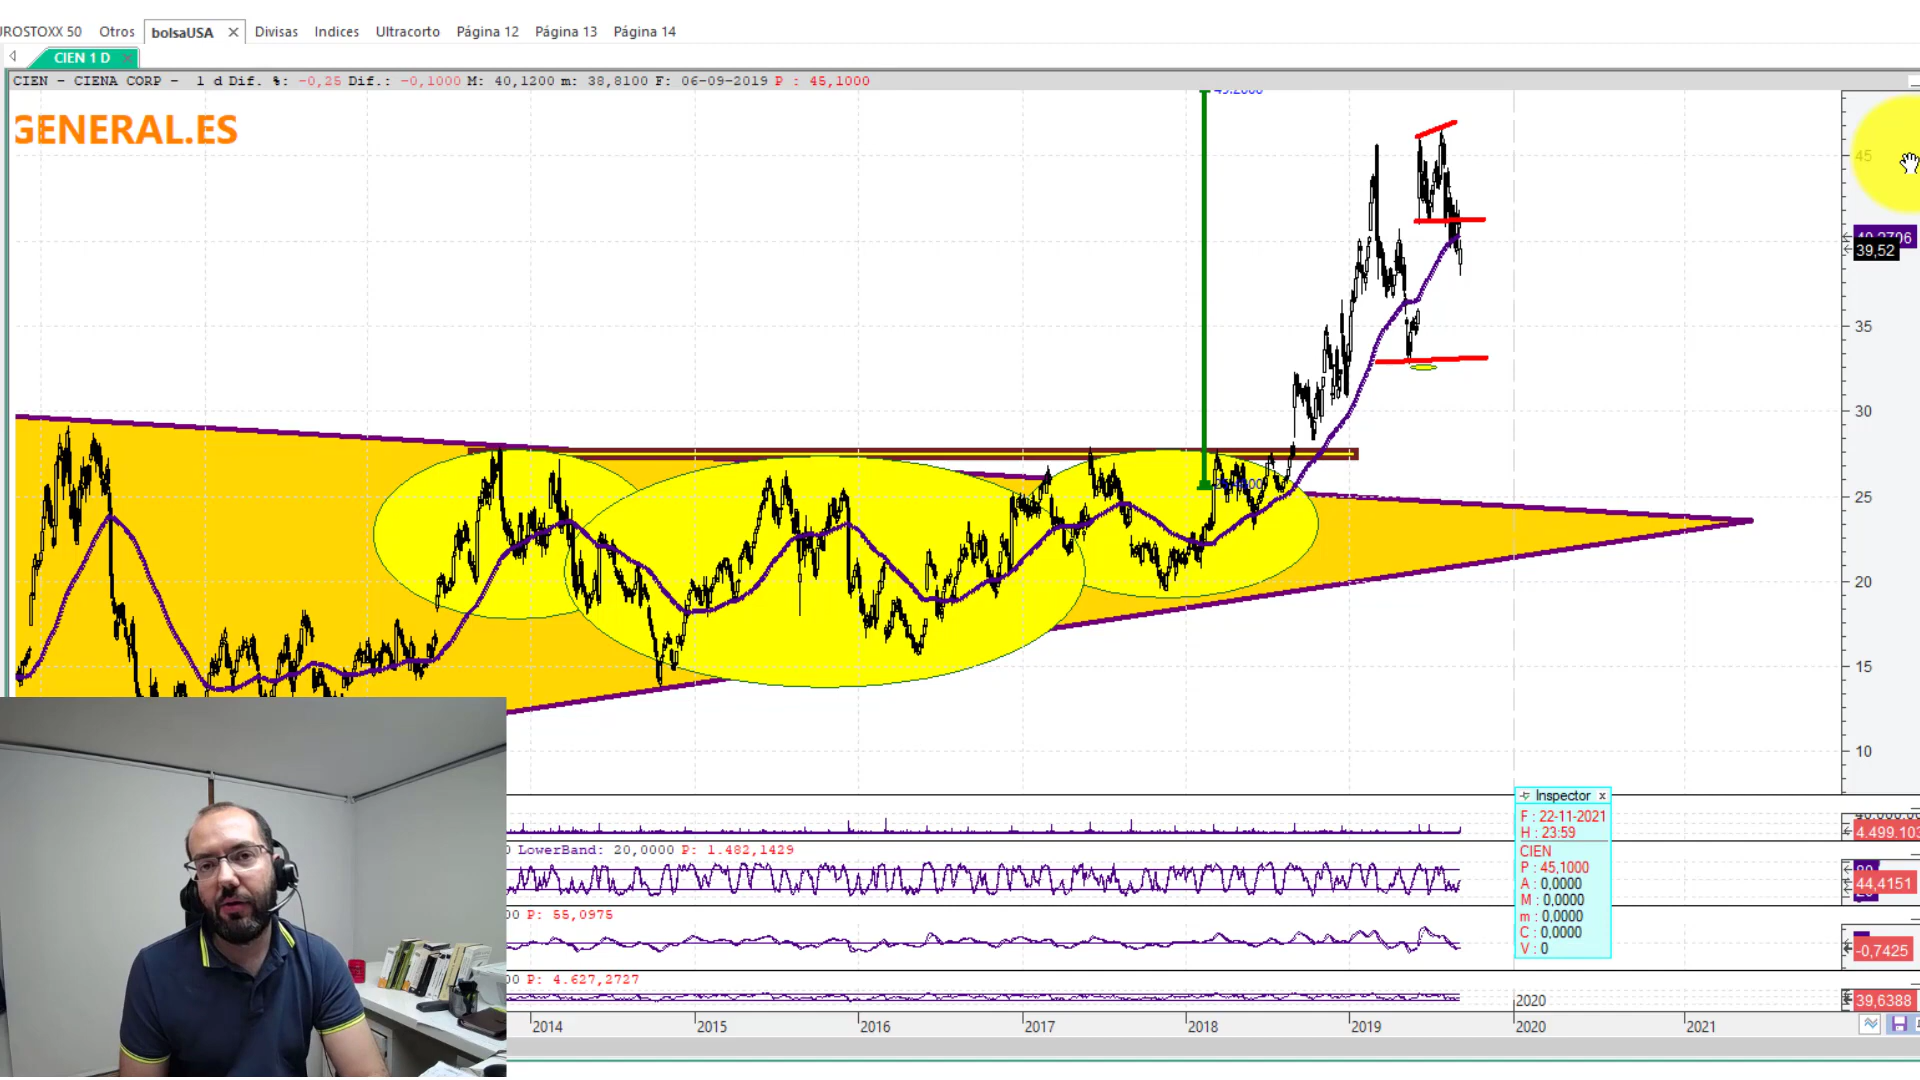 UROSTOXX 50 Otros bolsaUSA Divisas Indices Ultracorto Página 12 Página 13 Página 14
CIEN 1 D
CIEN - CIENA CORP - 1 d Dif. %: -0,25 Dif.: -0,1000 M: 40,1200 m: 38,8100 F: 06-09-2019 P : 45,1000
GENERAL.ES
45
39,52
35
30
25
20
15
10
Inspector
F : 22-11-2021
H : 23:59
CIEN
P : 45,1000
A : 0,0000
M : 0,0000
m : 0,0000
C : 0,0000
V : 0
4.499.103
LowerBand: 20,0000 P: 1.482,1429
44,4151
P: 55,0975
-0,7425
P: 4.627,2727
39,6388
2020
2014 2015 2016 2017 2018 2019 2020 2021